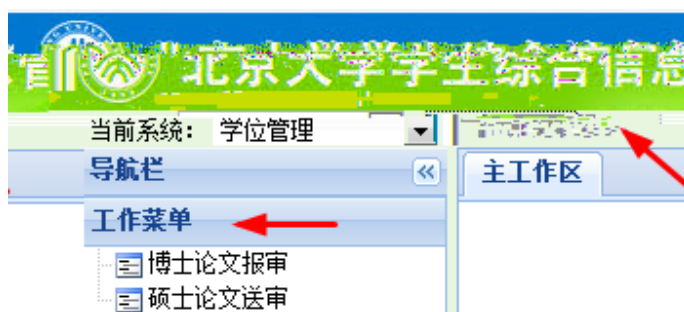 北京大学学生综合信息
当前系统： 学位管理
导航栏
主工作区
工作菜单
博士论文报审
硕士论文送审